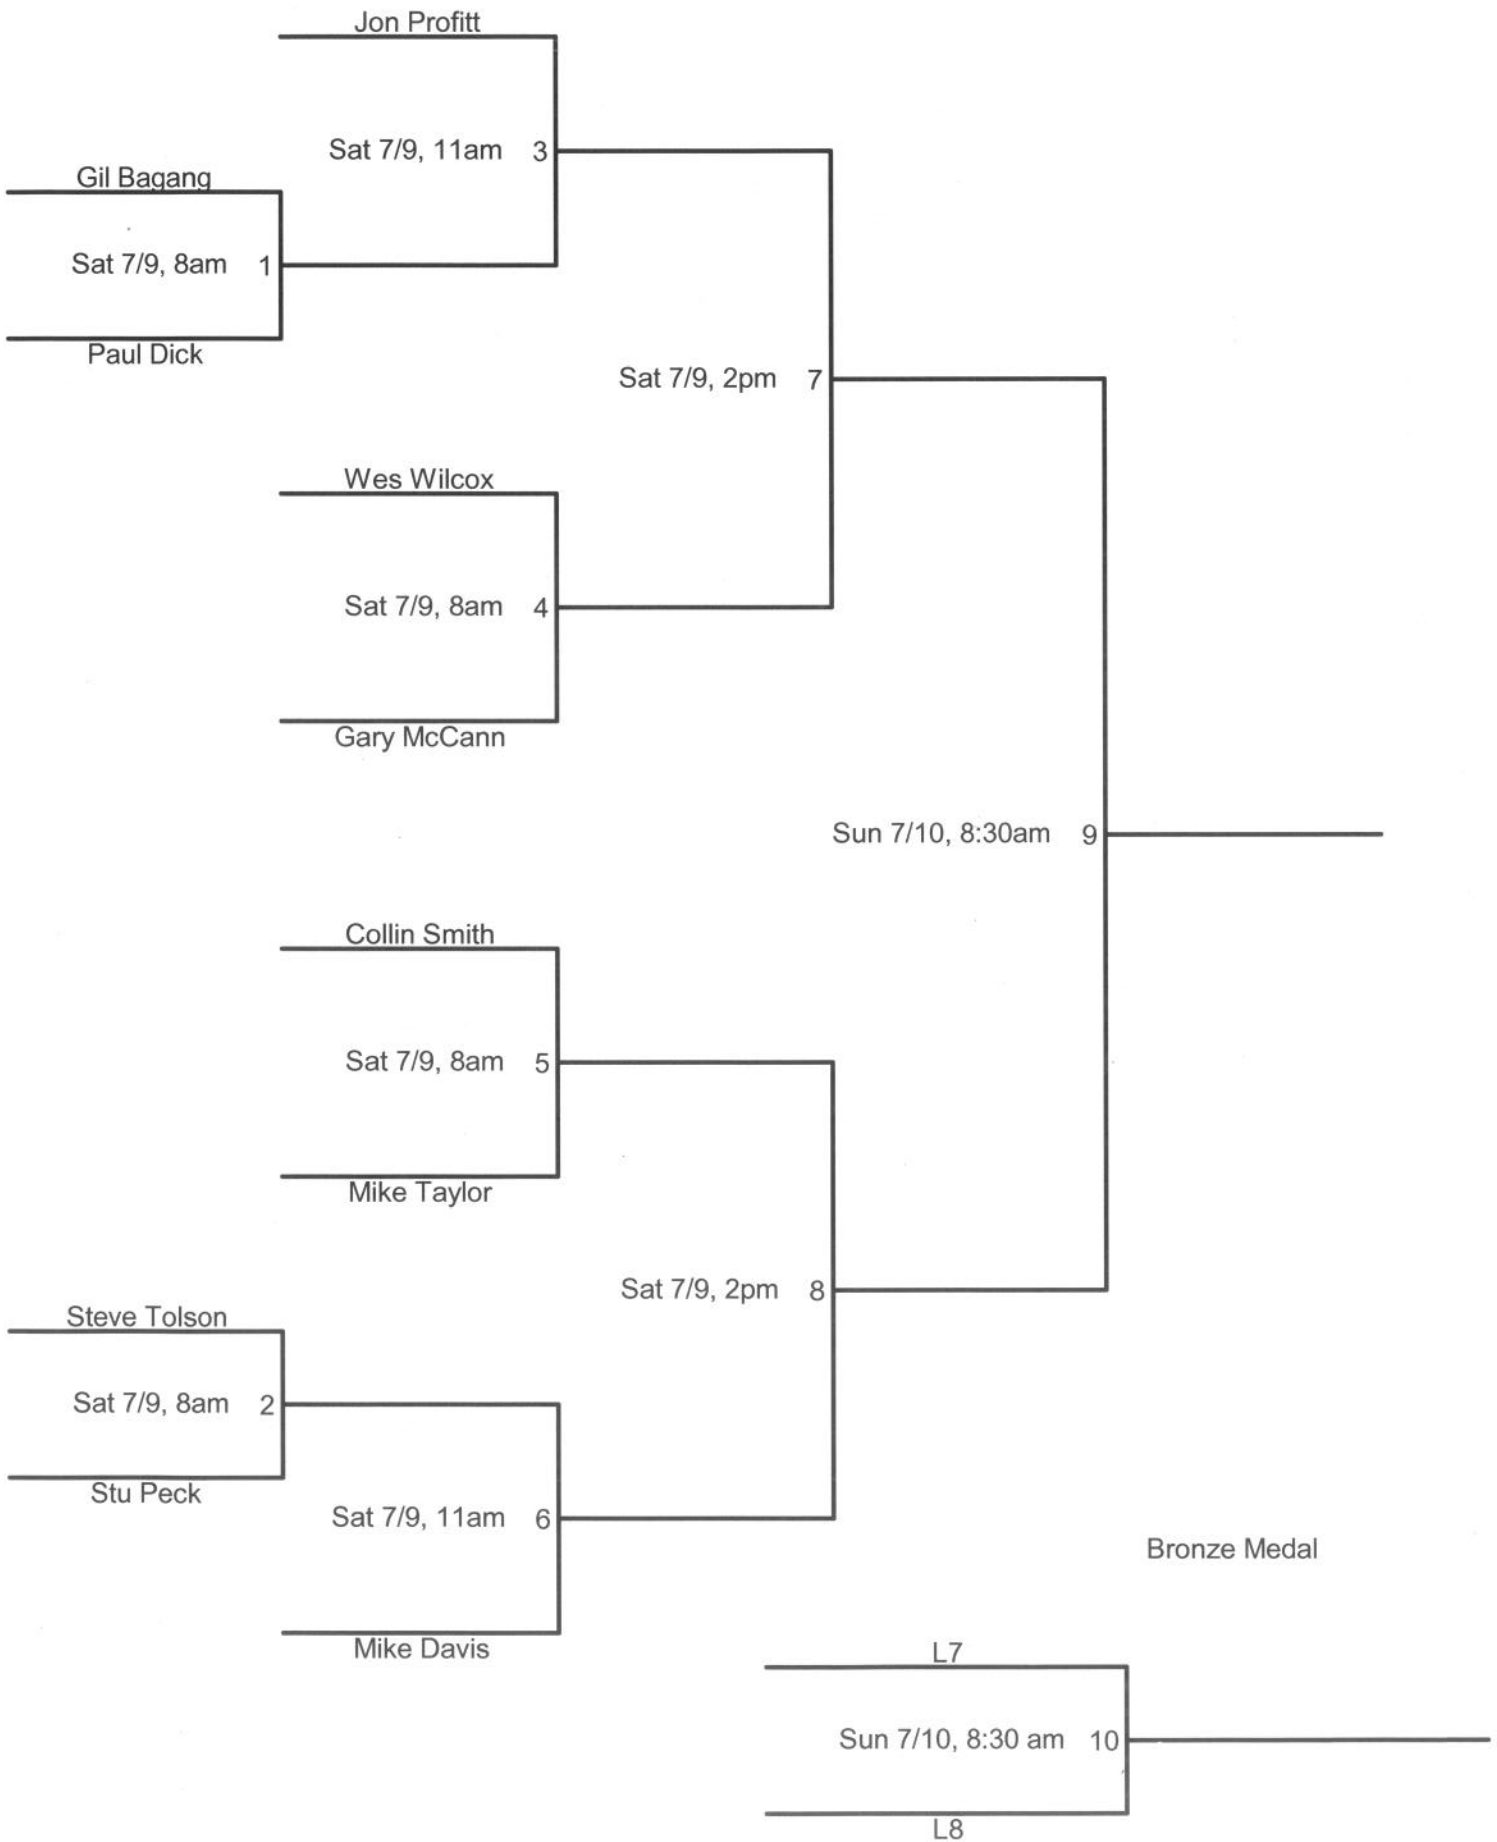 Jon Profitt
Sat 7/9, 11am 3
Gil Bagang
Sat 7/9, 8am 1
Paul Dick
Sat 7/9, 2pm 7
Wes Wilcox
Sat 7/9, 8am 4
Gary McCann
Sun 7/10, 8:30am 9
Collin Smith
Sat 7/9, 8am 5
Mike Taylor
Sat 7/9, 2pm 8
Steve Tolson
Sat 7/9, 8am 2
Stu Peck
Sat 7/9, 11am 6
Bronze Medal
Mike Davis
L7
Sun 7/10, 8:30 am 10
L8